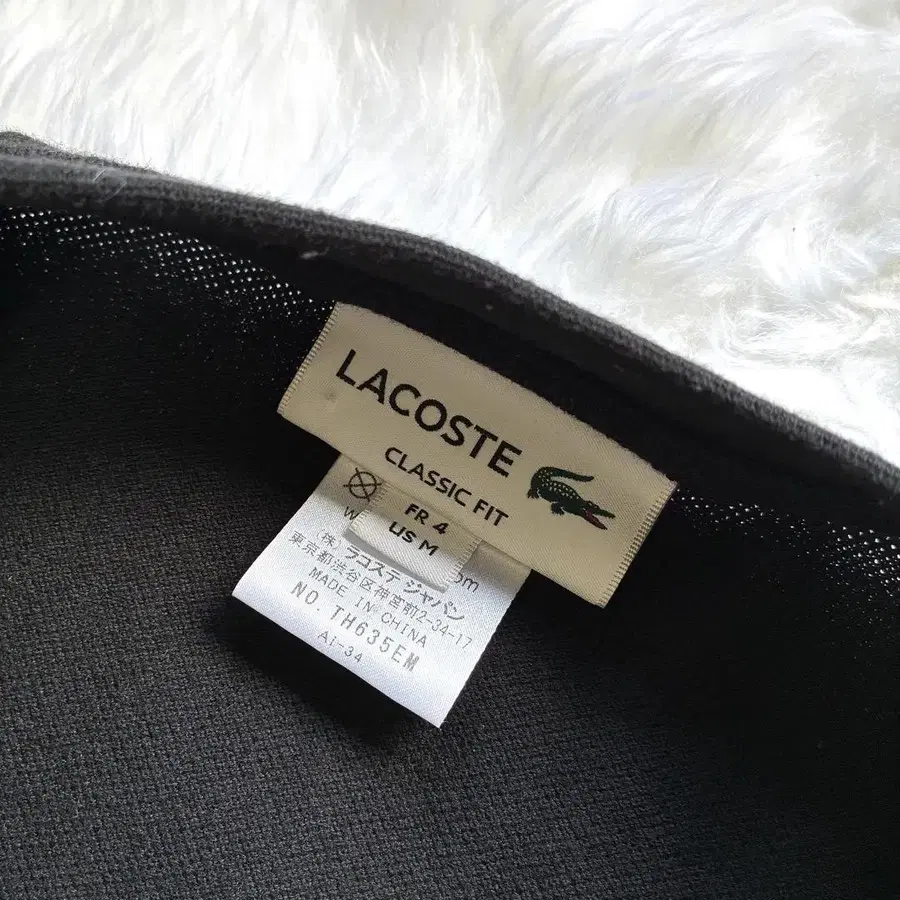 LACOSTE
CLASSIC FIT
FR 4
US M
(株) ラコステ ジャパン
東京都渋谷区神宮前2-34-17
MADE IN CHINA
NO. TH635EM
AI-34